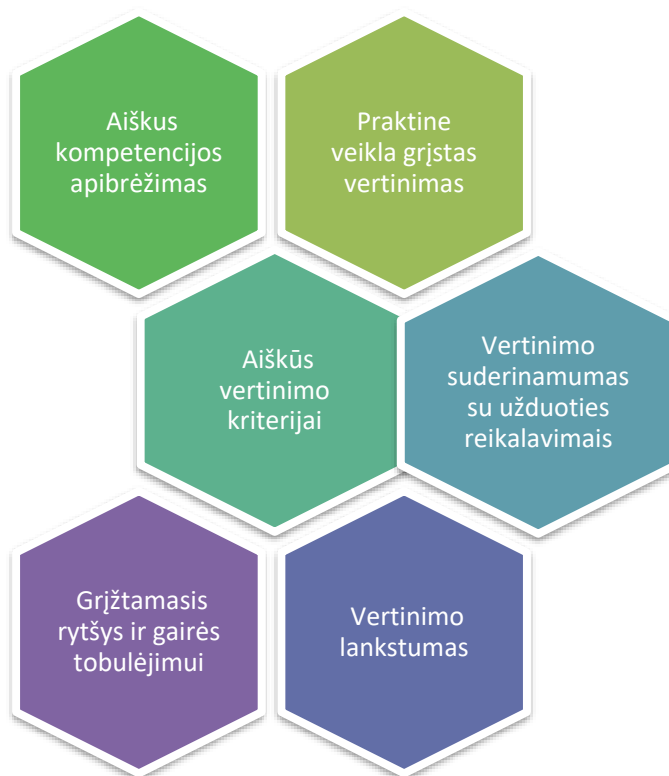 Aiškus
kompetencijos
apibrėžimas
Praktine
veikla grįstas
vertinimas
Aiškūs
vertinimo
kriterijai
Vertinimo
suderinamumas
su užduoties
reikalavimais
Grįžtamasis
rytšys ir gairės
tobulėjimui
Vertinimo
lankstumas